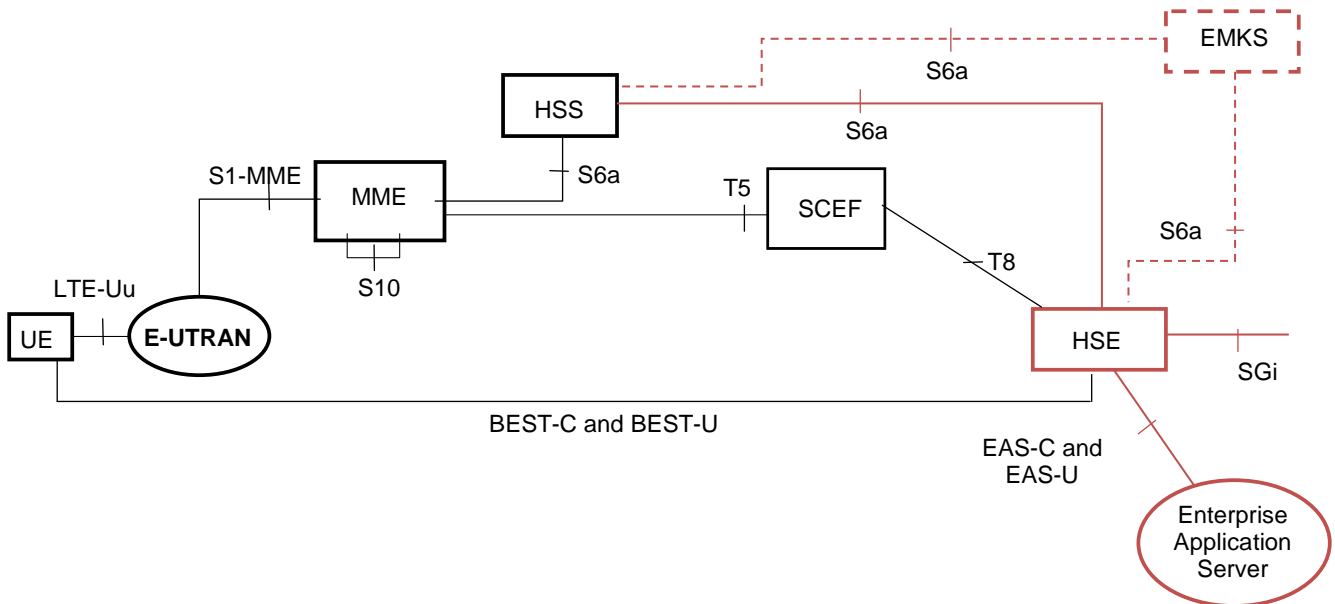 EMKS
S6a
HSS
S6a
S1-MME
MME
S6a
T5
SCEF
S6a
S10
T8
LTE-Uu
UE
E-UTRAN
HSE
SGi
BEST-C and BEST-U
EAS-C and
EAS-U
Enterprise
Application
Server